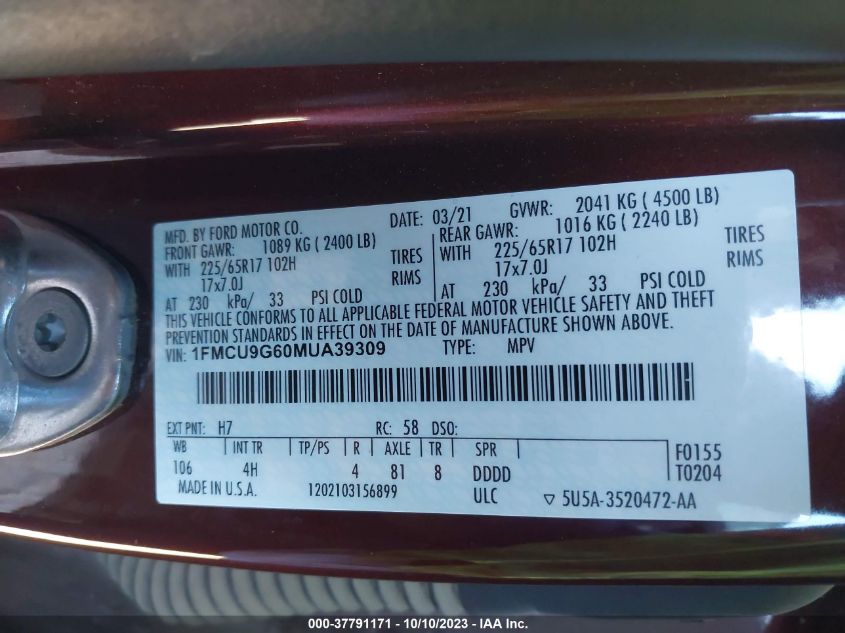 MFD. BY FORD MOTOR CO. DATE: 03/21 GVWR: 2041 KG ( 4500 LB)
FRONT GAWR: 1089 KG ( 2400 LB) REAR GAWR: 1016 KG ( 2240 LB)
WITH 225/65R17 102H TIRES WITH 225/65R17 102H TIRES
17x7.0J RIMS 17x7.0J RIMS
AT 230 kPa/ 33 PSI COLD AT 230 kPa/ 33 PSI COLD
THIS VEHICLE CONFORMS TO ALL APPLICABLE FEDERAL MOTOR VEHICLE SAFETY AND THEFT
PREVENTION STANDARDS IN EFFECT ON THE DATE OF MANUFACTURE SHOWN ABOVE.
VIN: 1FMCU9G60MUA39309 TYPE: MPV
EXT PNT: H7 RC: 58 DSO:
WB INT TR TP/PS R AXLE TR SPR F0155
106 4H 4 81 8 DDDD T0204
MADE IN U.S.A. 1202103156899 ULC ▽ 5U5A-3520472-AA
000-37791171 - 10/10/2023 - IAA Inc.